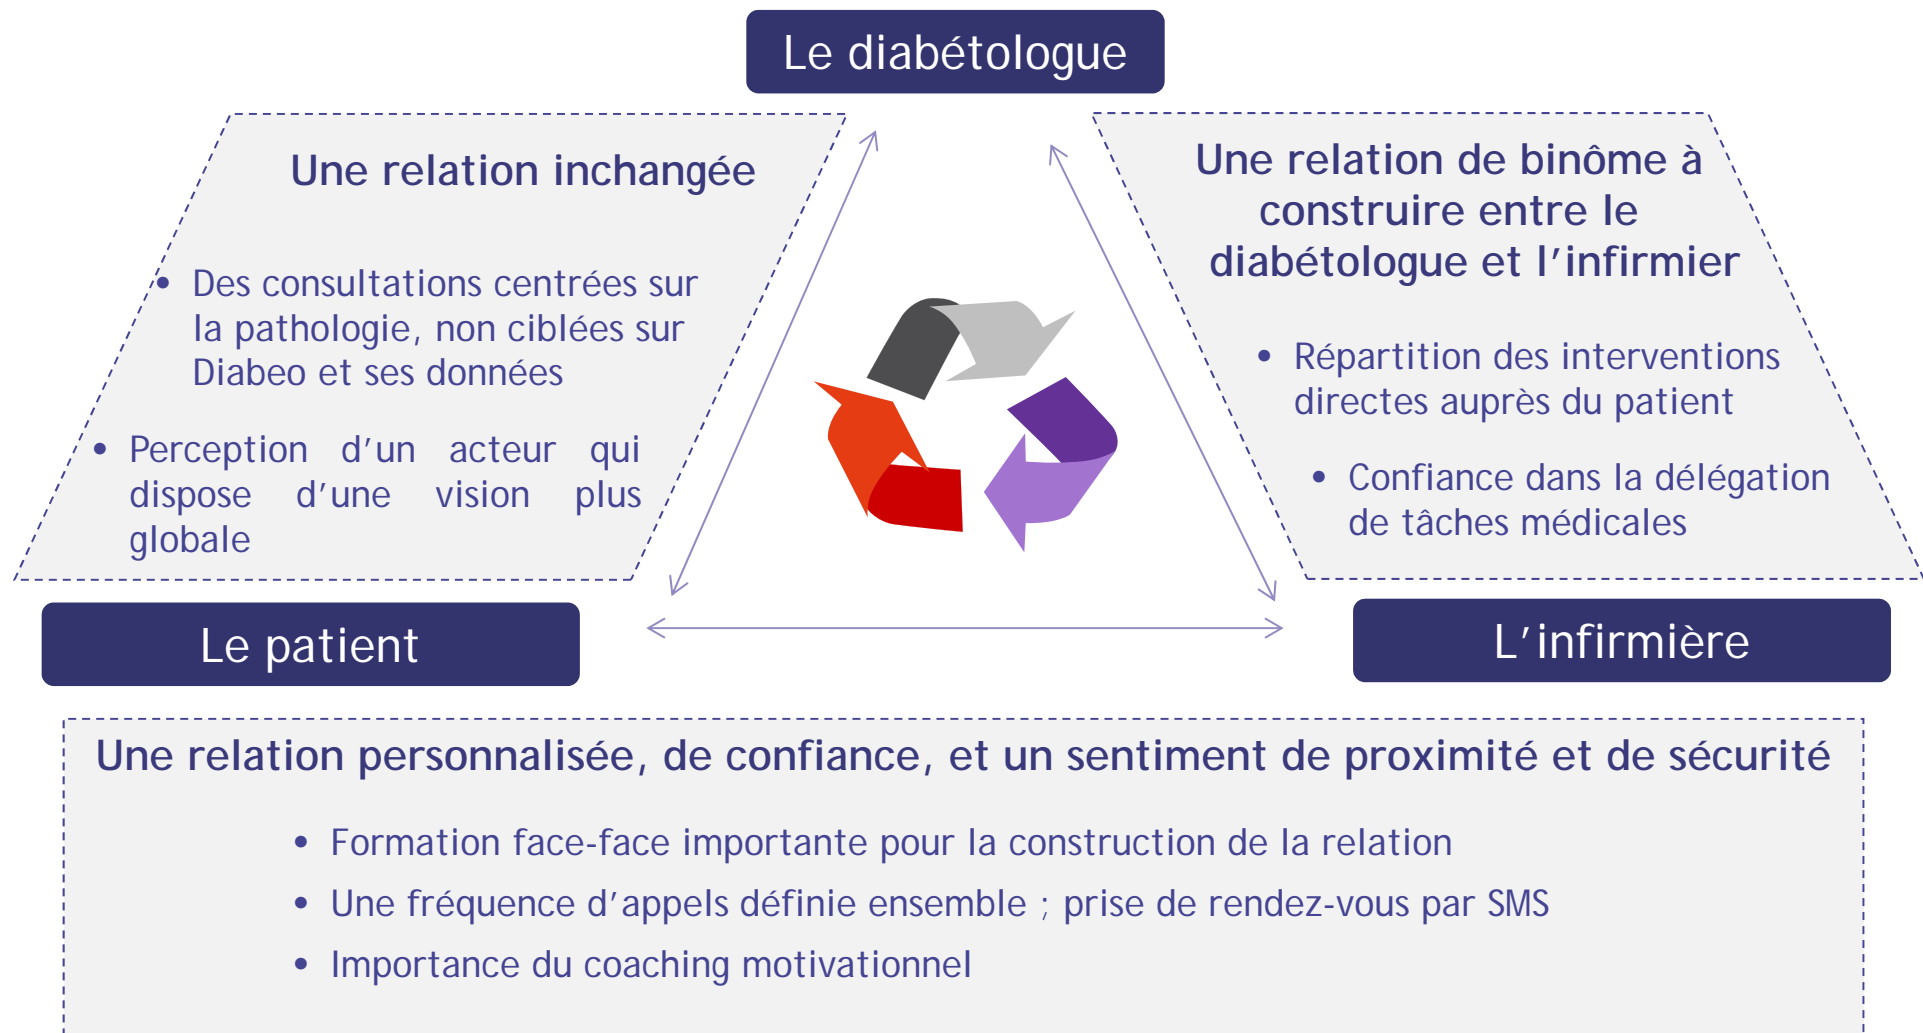 Le diabétologue
Une relation inchangée
• Des consultations centrées sur
la pathologie, non ciblées sur
Diabeo et ses données
• Perception d'un acteur qui
dispose d'une vision plus
globale
Une relation de binôme à
construire entre le
diabétologue et l'infirmier
• Répartition des interventions
directes auprès du patient
• Confiance dans la délégation
de tâches médicales
Le patient
L'infirmière
Une relation personnalisée, de confiance, et un sentiment de proximité et de sécurité
• Formation face-face importante pour la construction de la relation
• Une fréquence d'appels définie ensemble ; prise de rendez-vous par SMS
• Importance du coaching motivationnel